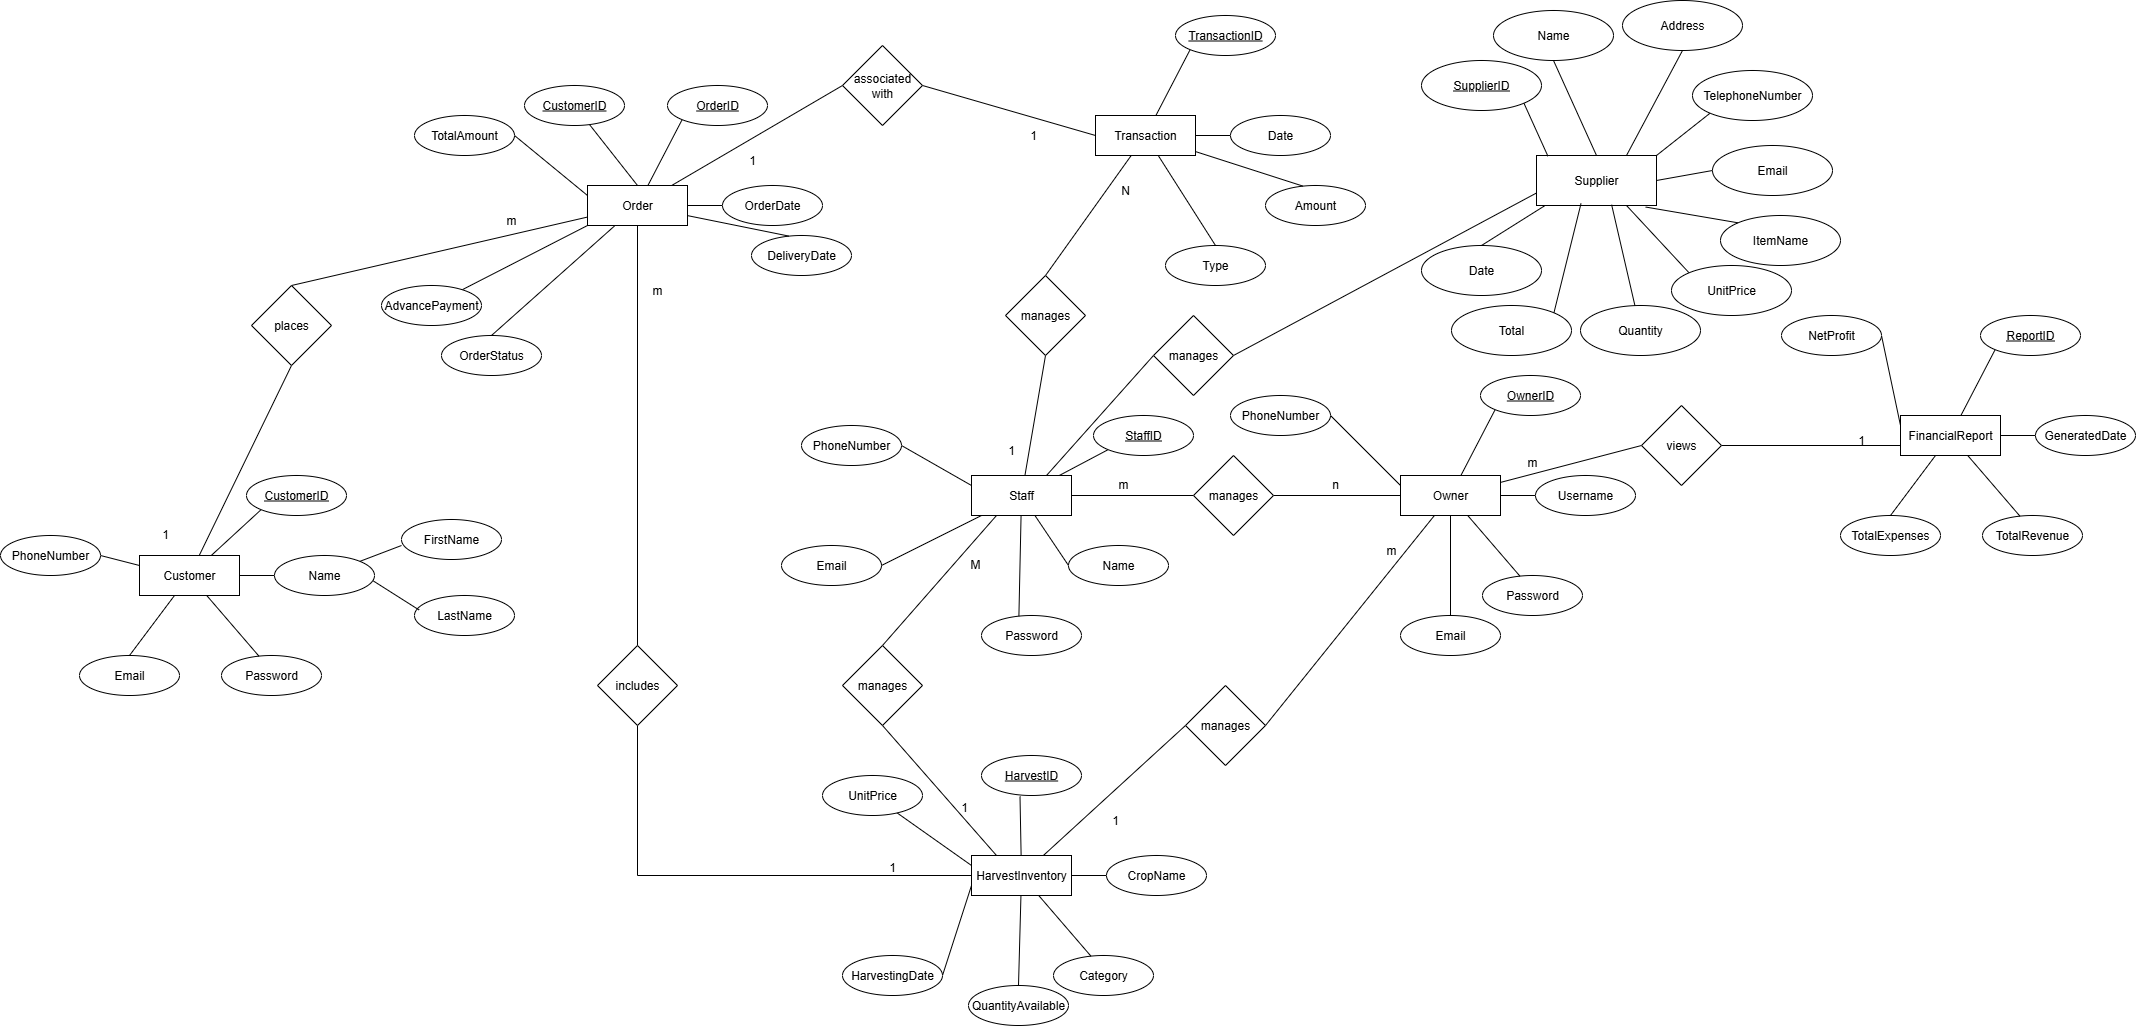 TransactionID
Name
Address
associated
with
SupplierID
TelephoneNumber
CustomerID
OrderID
TotalAmount
1
1
Transaction
Date
Email
Supplier
N
Order
OrderDate
Amount
m
DeliveryDate
ItemName
Type
Date
m
UnitPrice
AdvancePayment
places
manages
Total
Quantity
OrderStatus
manages
NetProfit
ReportID
OwnerID
PhoneNumber
StaffID
PhoneNumber
1
views
1
FinancialReport
GeneratedDate
m
CustomerID
Staff
m
manages
n
Owner
Username
1
FirstName
TotalExpenses
TotalRevenue
PhoneNumber
Customer
Name
Email
M
Name
m
Password
LastName
Password
Email
Email
Password
includes
manages
manages
HarvestID
UnitPrice
1
1
1
HarvestInventory
CropName
HarvestingDate
Category
QuantityAvailable